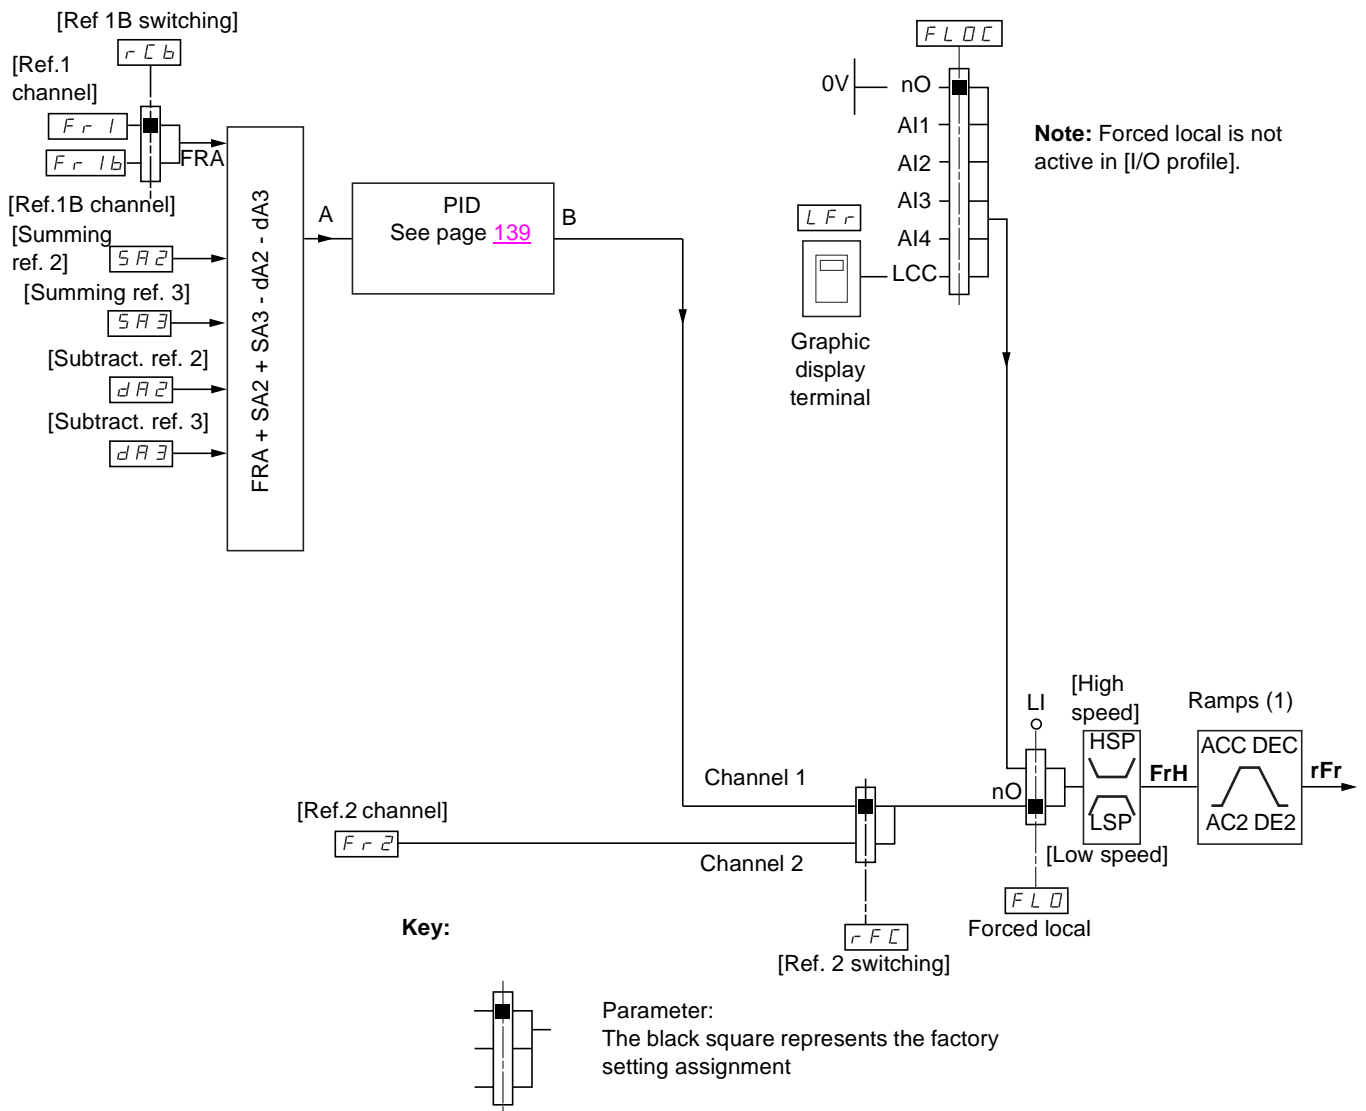 [Ref 1B switching]
rCb
[Ref.1
channel]
Fr1
Fr1b
FRA
[Ref.1B channel]
[Summing
ref. 2]
SA2
[Summing ref. 3]
SA3
[Subtract. ref. 2]
dA2
[Subtract. ref. 3]
dA3
FRA + SA2 + SA3 - dA2 - dA3
A
PID
See page 139
B
FLOC
0V
nO
AI1
AI2
AI3
AI4
LCC
LFr
Graphic
display
terminal
Note: Forced local is not
active in [I/O profile].
Channel 1
[Ref.2 channel]
Fr2
Channel 2
rFC
[Ref. 2 switching]
LI
nO
FLO
Forced local
[High
speed]
HSP
LSP
[Low speed]
FrH
Ramps (1)
ACC DEC
AC2 DE2
rFr
Key:
Parameter:
The black square represents the factory
setting assignment